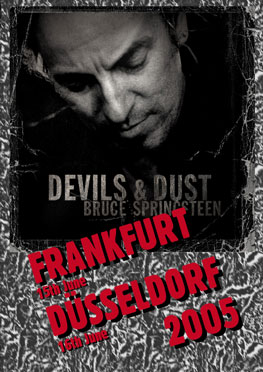 DEVILS & DUST
BRUCE SPRINGSTEEN
FRANKFURT
15th June
DÜSSELDORF
16th June
2005